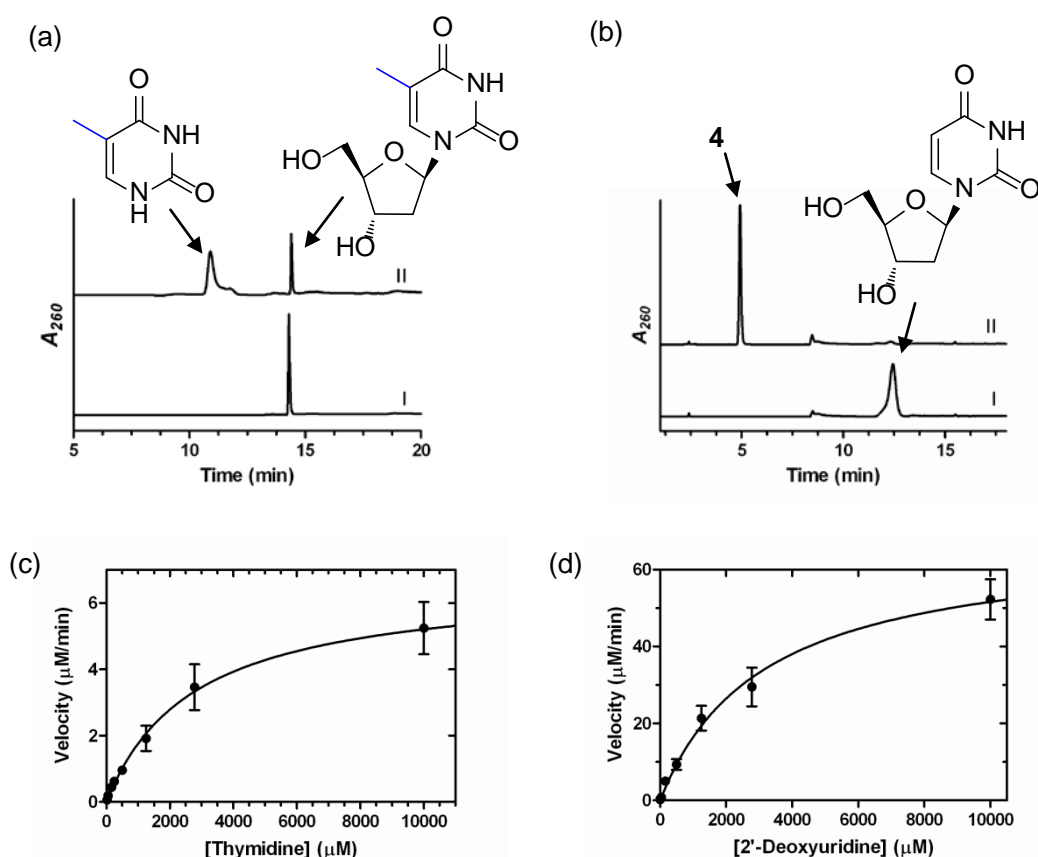 (a)
(b)
O
NH
N
H
O
O
NH
N
O
HO
O
HO
4
O
NH
N
O
HO
O
HO
A260
II
I
5 10 15 20
Time (min)
A260
II
I
5 10 15
Time (min)
(c)
(d)
Velocity (µM/min)
6
4
2
0
0 2000 4000 6000 8000 10000
[Thymidine] (µM)
Velocity (µM/min)
60
40
20
0
0 2000 4000 6000 8000 10000
[2'-Deoxyuridine] (µM)